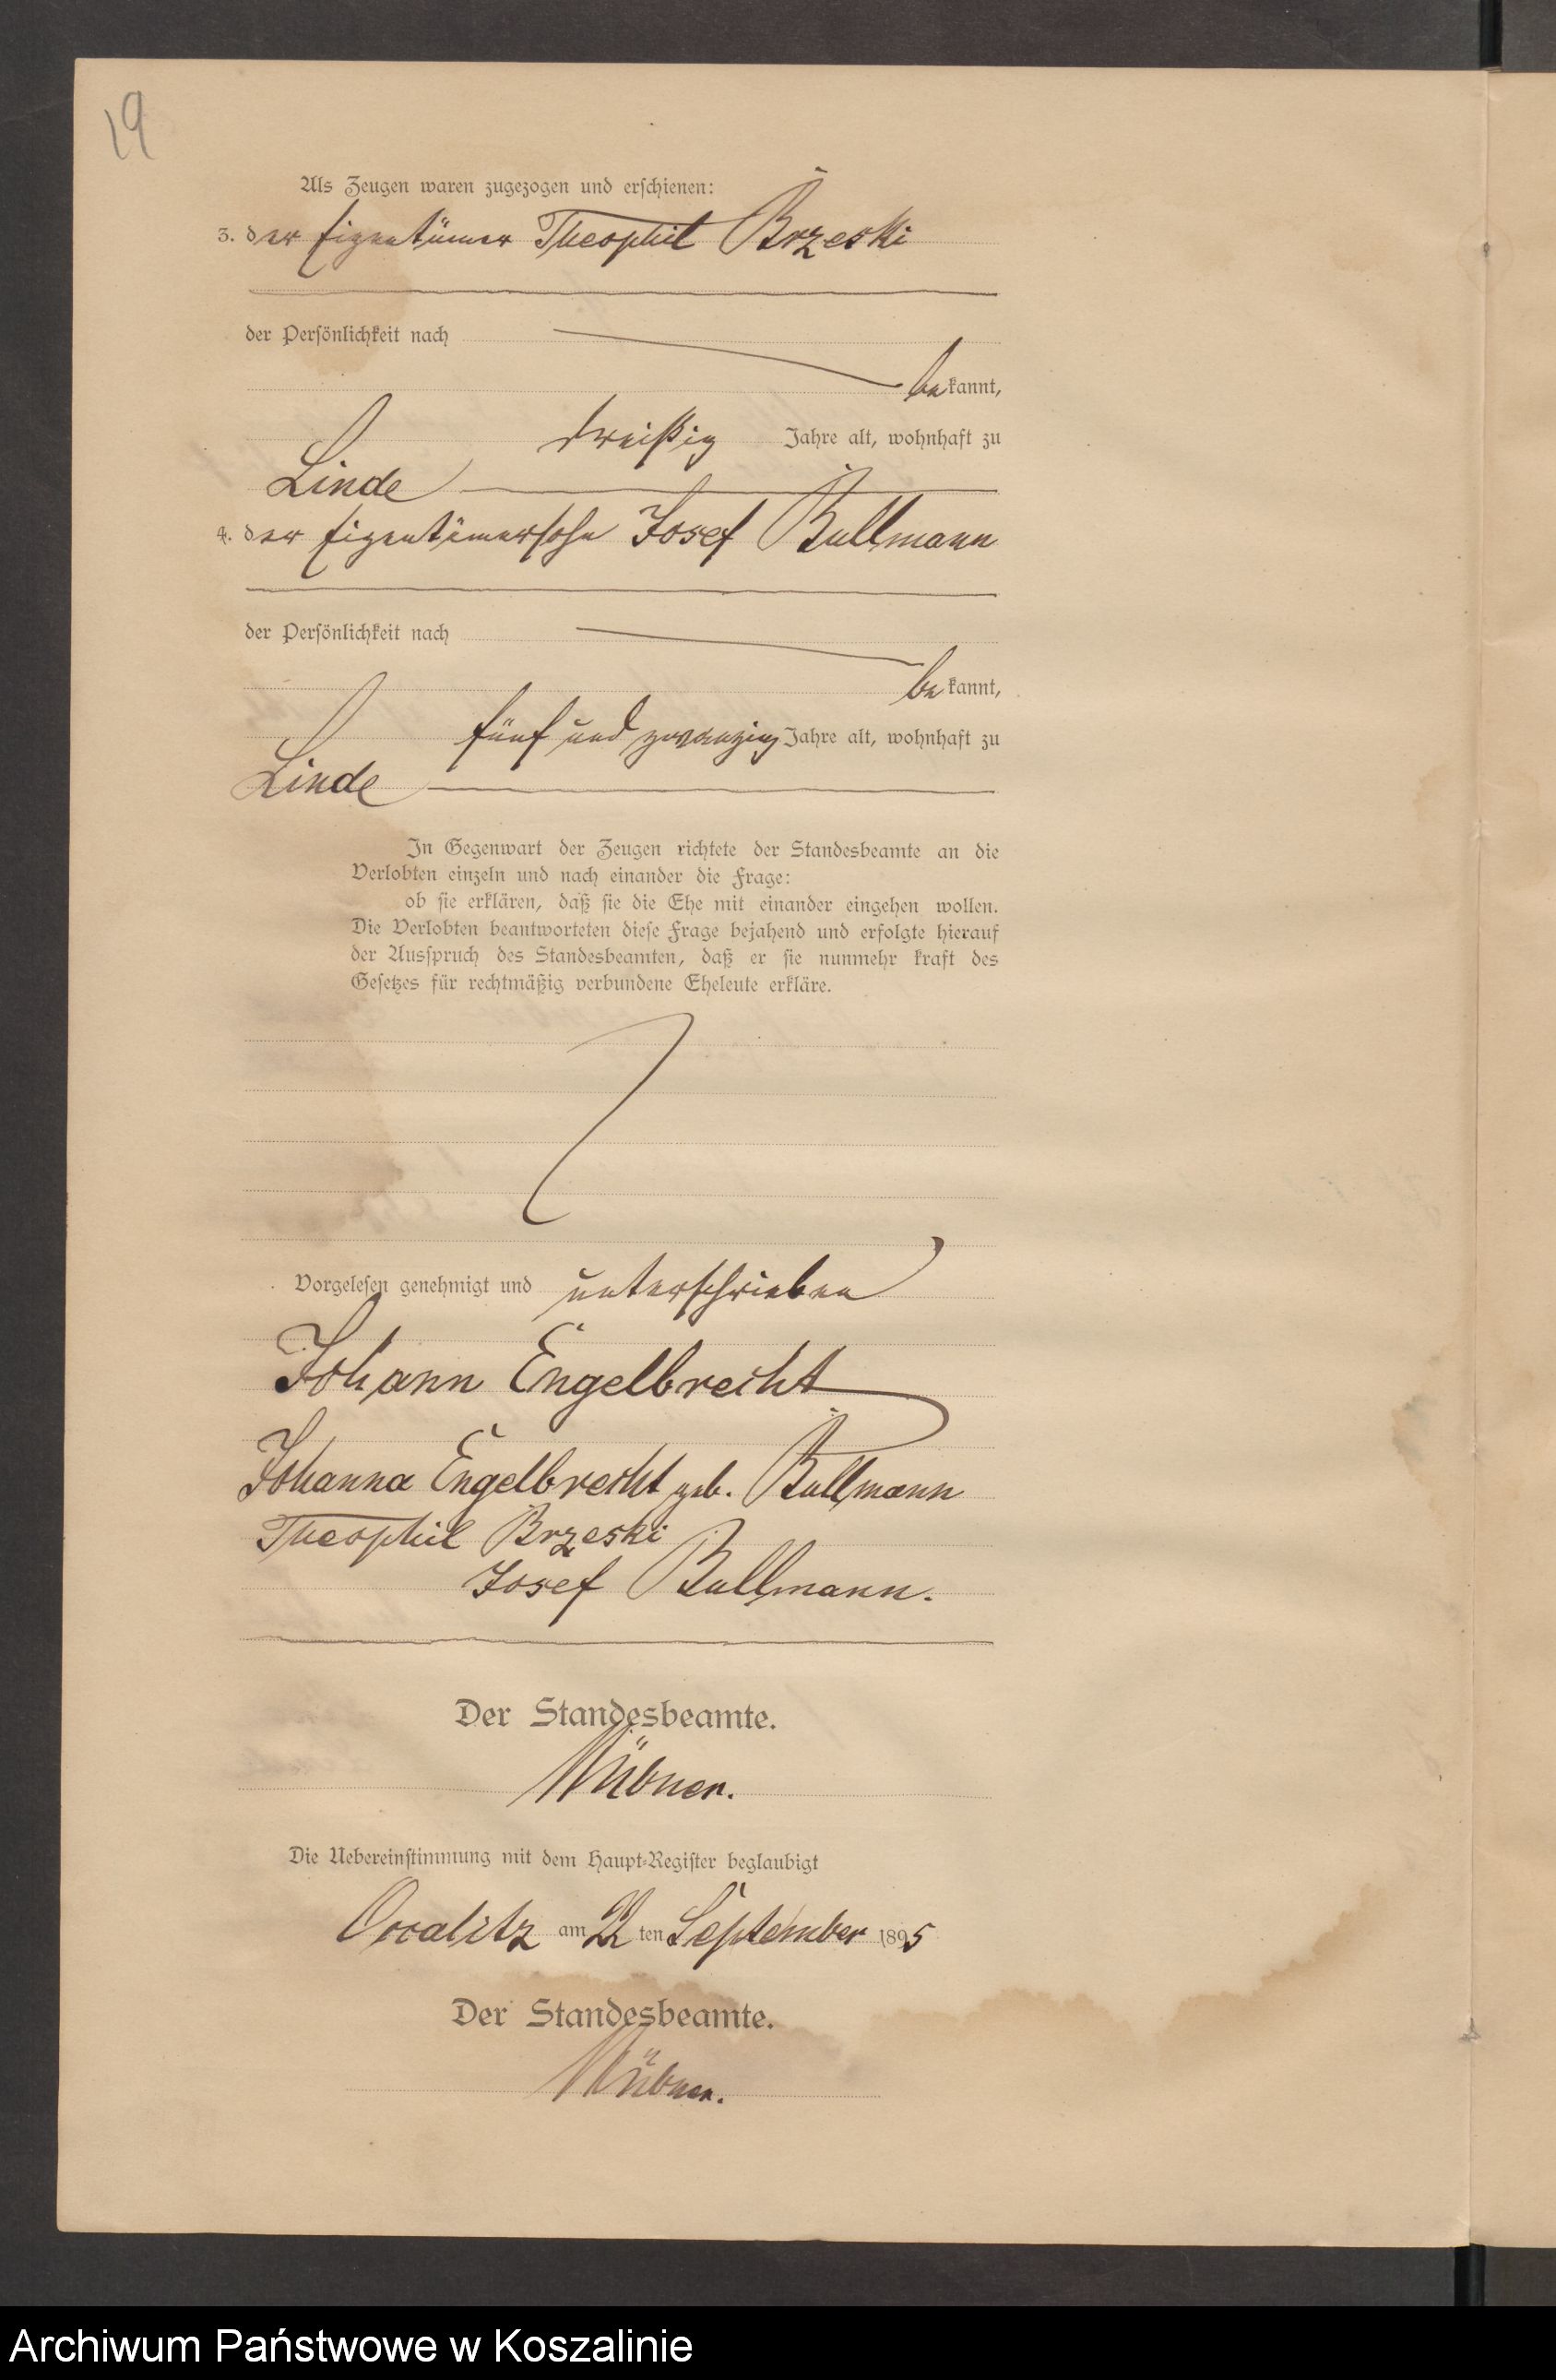 19
Als Zeugen waren zugezogen und erschienen:
3. der Eigentümer Theophil Brzeski
der Persönlichkeit nach
bekannt,
dreißig Jahre alt, wohnhaft zu
Linde
4. der Eigentümersohn Josef Bullmann
der Persönlichkeit nach
bekannt,
fünf und zwanzig Jahre alt, wohnhaft zu
Linde
In Gegenwart der Zeugen richtete der Standesbeamte an die
Verlobten einzeln und nach einander die Frage:
ob sie erklären, daß sie die Ehe mit einander eingehen wollen.
Die Verlobten beantworteten diese Frage bejahend und erfolgte hierauf
der Ausspruch des Standesbeamten, daß er sie nunmehr kraft des
Gesetzes für rechtmäßig verbundene Eheleute erkläre.
Vorgelesen genehmigt und unterschrieben
Johann Engelbrecht
Johanna Engelbrecht geb. Bullmann
Theophil Brzeski
Josef Bullmann.
Der Standesbeamte.
Die Uebereinstimmung mit dem Haupt-Register beglaubigt
Occalitz am 22 ten September 1895
Der Standesbeamte.
Archiwum Państwowe w Koszalinie